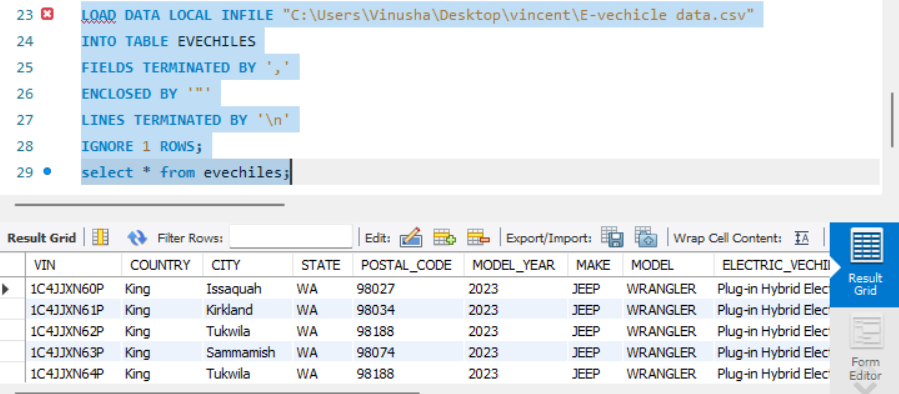 23 LOAD DATA LOCAL INFILE "C:\Users\Vinusha\Desktop\vincent\E-vechicle data.csv"
24 INTO TABLE EVECHILES
25 FIELDS TERMINATED BY ','
26 ENCLOSED BY '"'
27 LINES TERMINATED BY '\n'
28 IGNORE 1 ROWS;
29 select * from evechiles;
Result Grid Filter Rows: Edit: Export/Import: Wrap Cell Content: IA
VIN COUNTRY CITY STATE POSTAL_CODE MODEL_YEAR MAKE MODEL ELECTRIC_VECHI
1C4JJXN60P King Issaquah WA 98027 2023 JEEP WRANGLER Plug-in Hybrid Elec
1C4JJXN61P King Kirkland WA 98034 2023 JEEP WRANGLER Plug-in Hybrid Elec
1C4JJXN62P King Tukwila WA 98188 2023 JEEP WRANGLER Plug-in Hybrid Elec
1C4JJXN63P King Sammamish WA 98074 2023 JEEP WRANGLER Plug-in Hybrid Elec
1C4JJXN64P King Tukwila WA 98188 2023 JEEP WRANGLER Plug-in Hybrid Elec
Result
Grid
Form
Editor